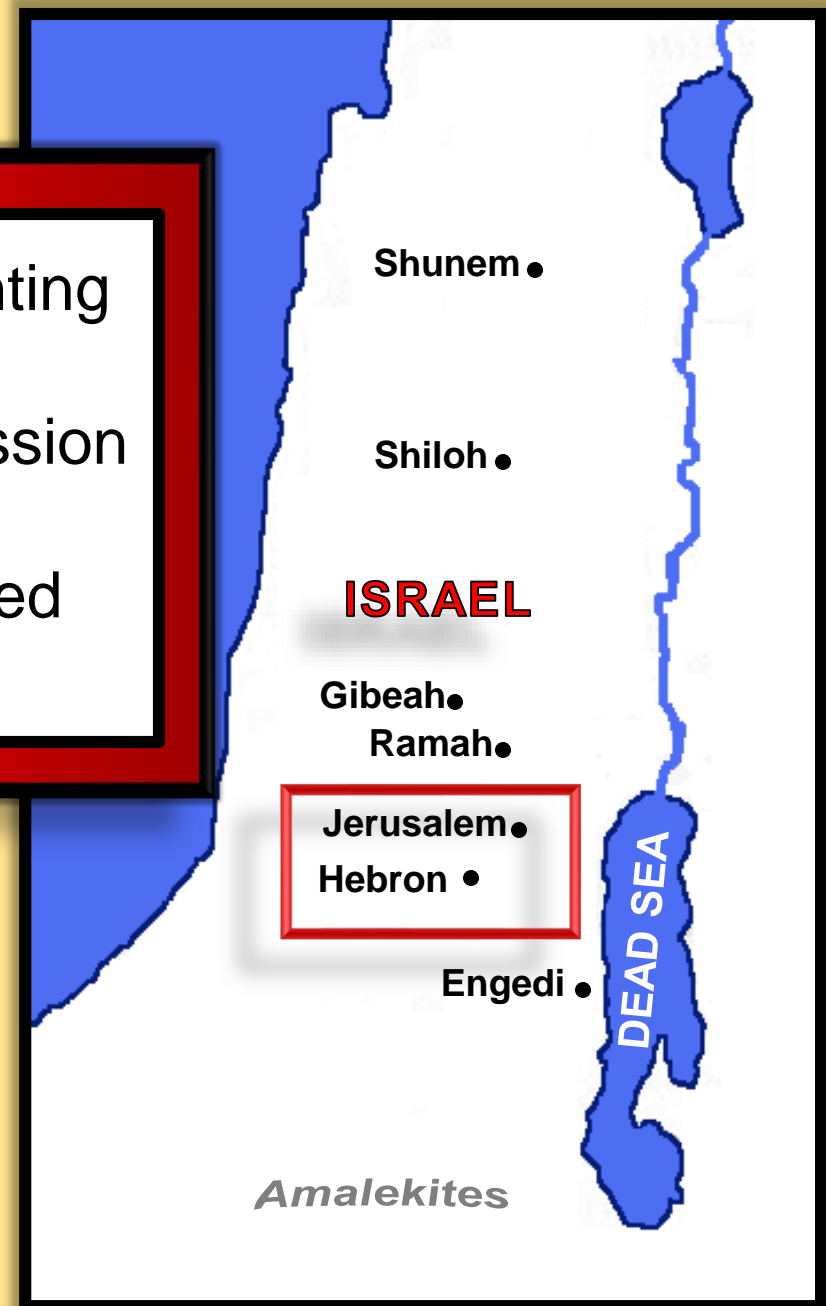 nting
ssion
ed
Shunem
Shiloh
ISRAEL
Gibeah
Ramah
Jerusalem
Hebron
Engedi
DEAD SEA
Amalekites